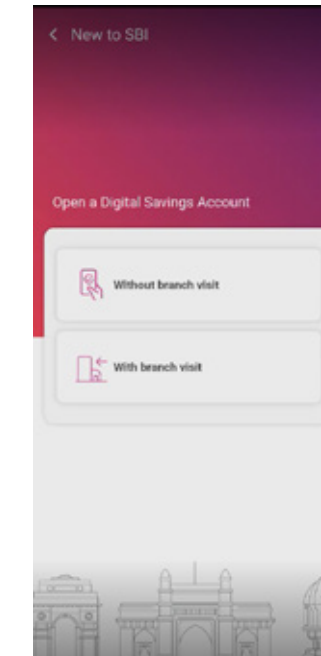 New to SBI
Open a Digital Savings Account
Without branch visit
With branch visit